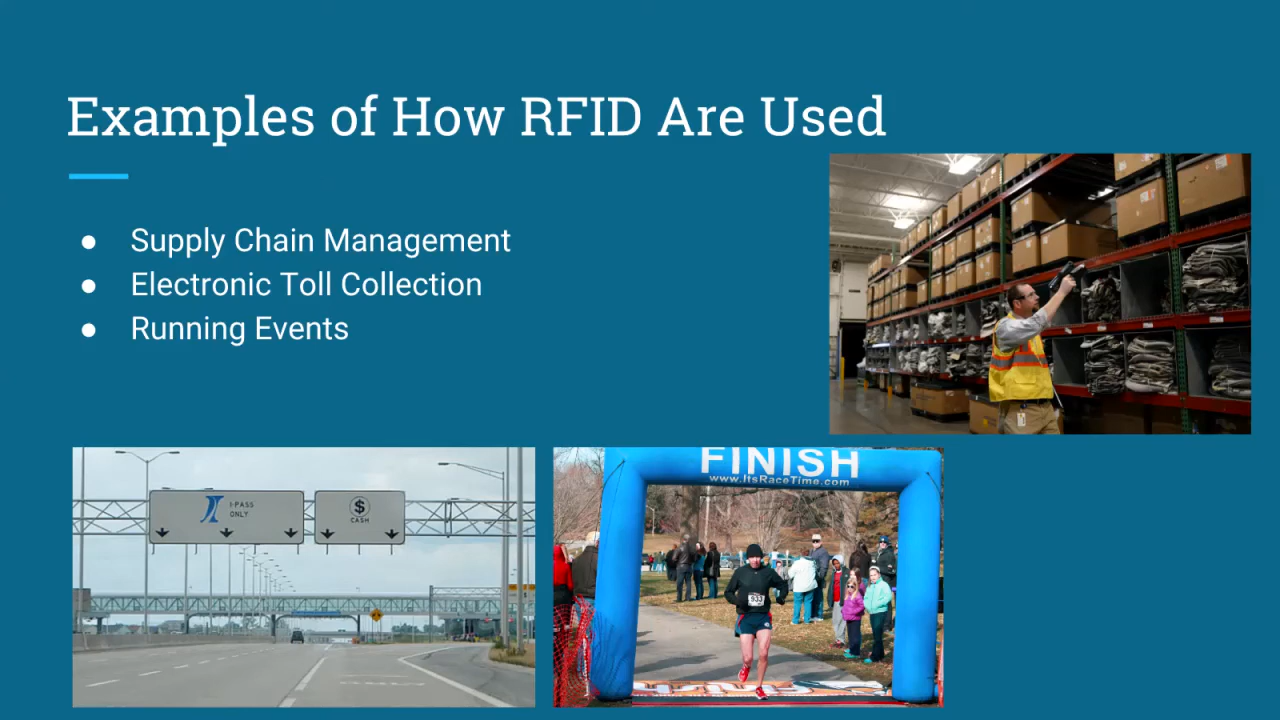 Examples of How RFID Are Used
● Supply Chain Management
● Electronic Toll Collection
● Running Events
I-PASS
ONLY
$
CASH
FINISH
www.ItsRaceTime.com
933